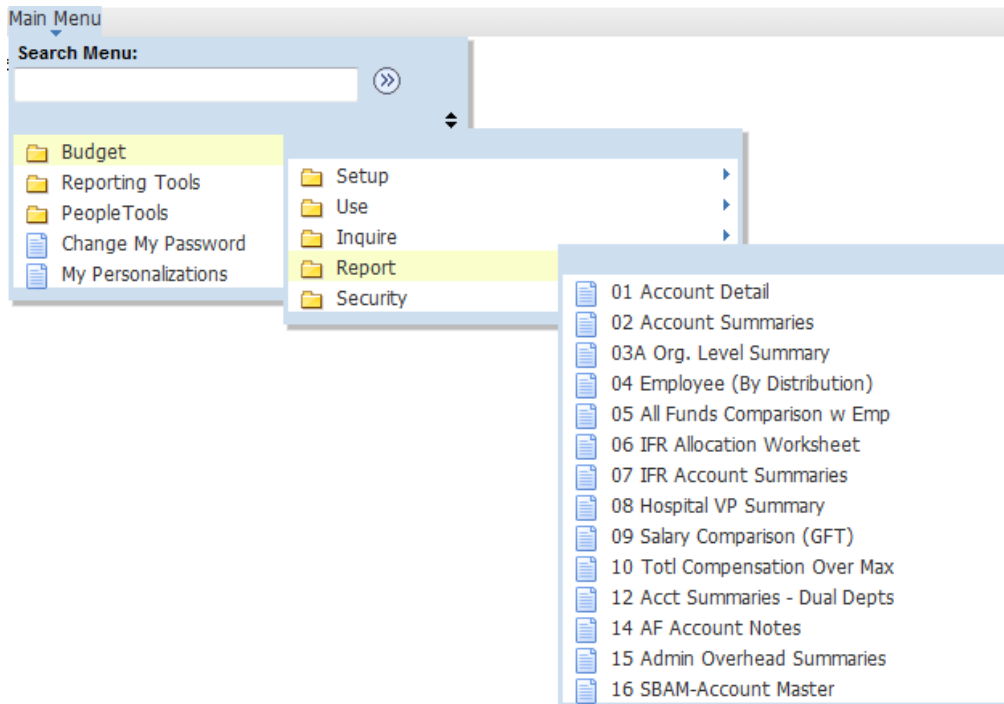 Main Menu
Search Menu:
Budget
Reporting Tools
PeopleTools
Change My Password
My Personalizations
Setup
Use
Inquire
Report
Security
01 Account Detail
02 Account Summaries
03A Org. Level Summary
04 Employee (By Distribution)
05 All Funds Comparison w Emp
06 IFR Allocation Worksheet
07 IFR Account Summaries
08 Hospital VP Summary
09 Salary Comparison (GFT)
10 Totl Compensation Over Max
12 Acct Summaries - Dual Depts
14 AF Account Notes
15 Admin Overhead Summaries
16 SBAM-Account Master